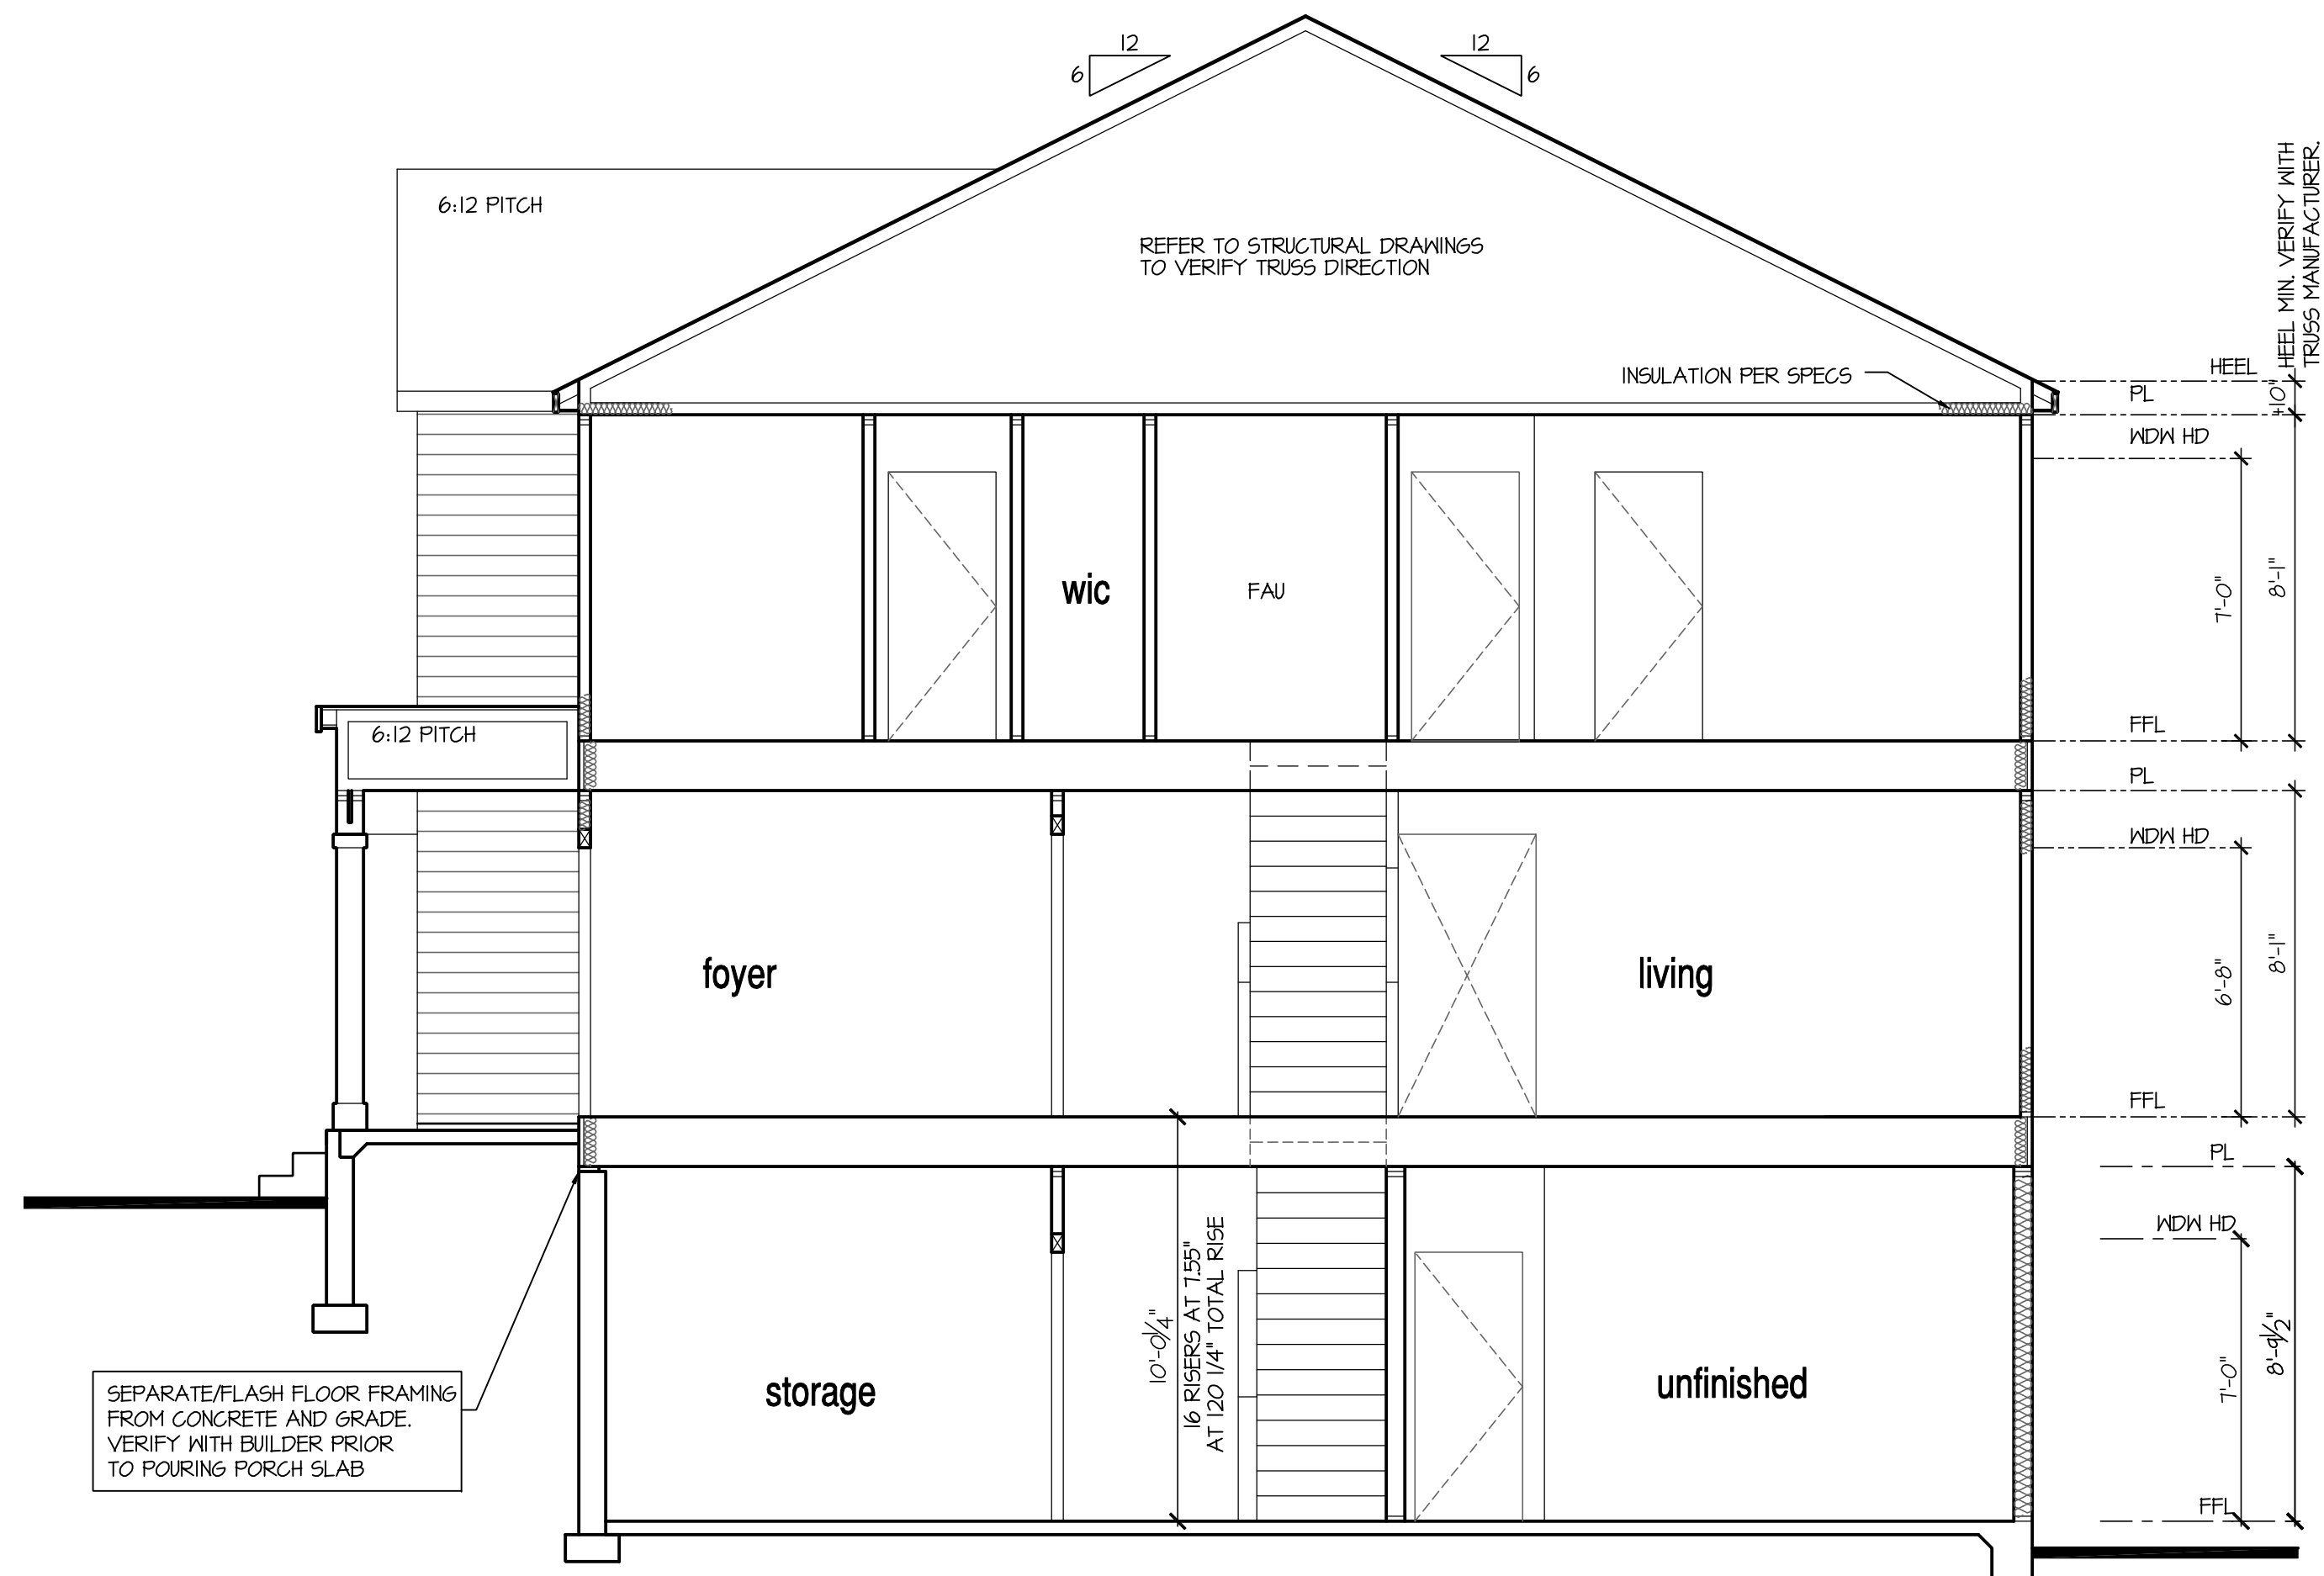 12
12
6
6
6:12 PITCH
REFER TO STRUCTURAL DRAWINGS
TO VERIFY TRUSS DIRECTION
HEEL MIN. VERIFY WITH
TRUSS MANUFACTURER.
INSULATION PER SPECS
HEEL
PL
+10"
WDW HD
wic
FAU
7'-0"
8'-1"
6:12 PITCH
FFL
PL
WDW HD
foyer
living
6'-8"
8'-1"
FFL
PL
WDW HD
10'-0¼"
16 RISERS AT 7.55"
AT 120 1/4" TOTAL RISE
7'-0"
8'-9½"
SEPARATE/FLASH FLOOR FRAMING
FROM CONCRETE AND GRADE.
VERIFY WITH BUILDER PRIOR
TO POURING PORCH SLAB
storage
unfinished
FFL